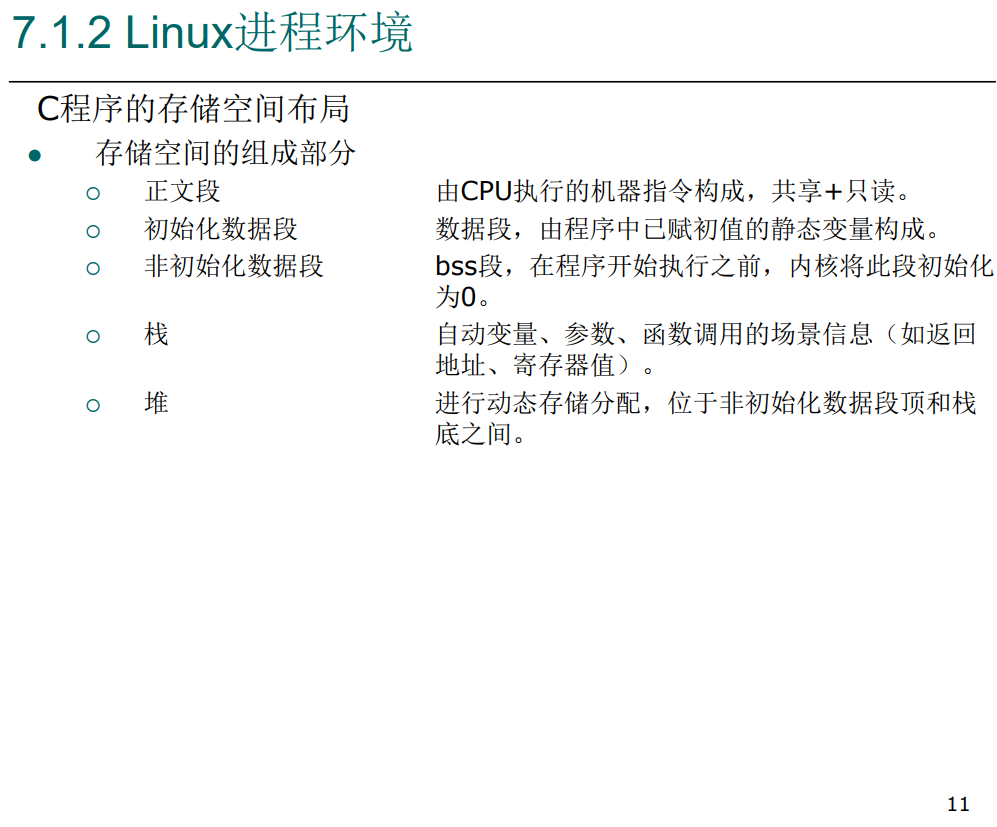 7.1.2 Linux进程环境
C程序的存储空间布局
存储空间的组成部分
正文段 由CPU执行的机器指令构成，共享+只读。
初始化数据段 数据段，由程序中已赋初值的静态变量构成。
非初始化数据段 bss段，在程序开始执行之前，内核将此段初始化
为0。
栈 自动变量、参数、函数调用的场景信息（如返回
地址、寄存器值）。
堆 进行动态存储分配，位于非初始化数据段顶和栈
底之间。
11